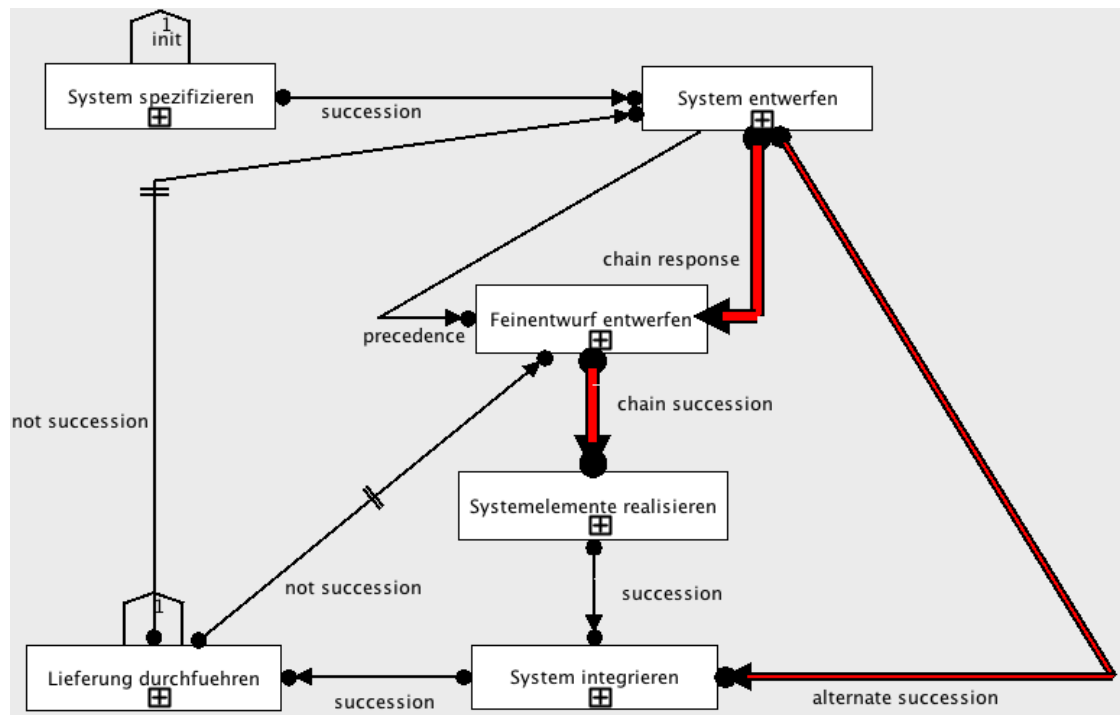 1
init
System spezifizieren
succession
System entwerfen
chain response
Feinentwurf entwerfen
precedence
chain succession
not succession
Systemelemente realisieren
not succession
succession
1
Lieferung durchfuehren
succession
System integrieren
alternate succession